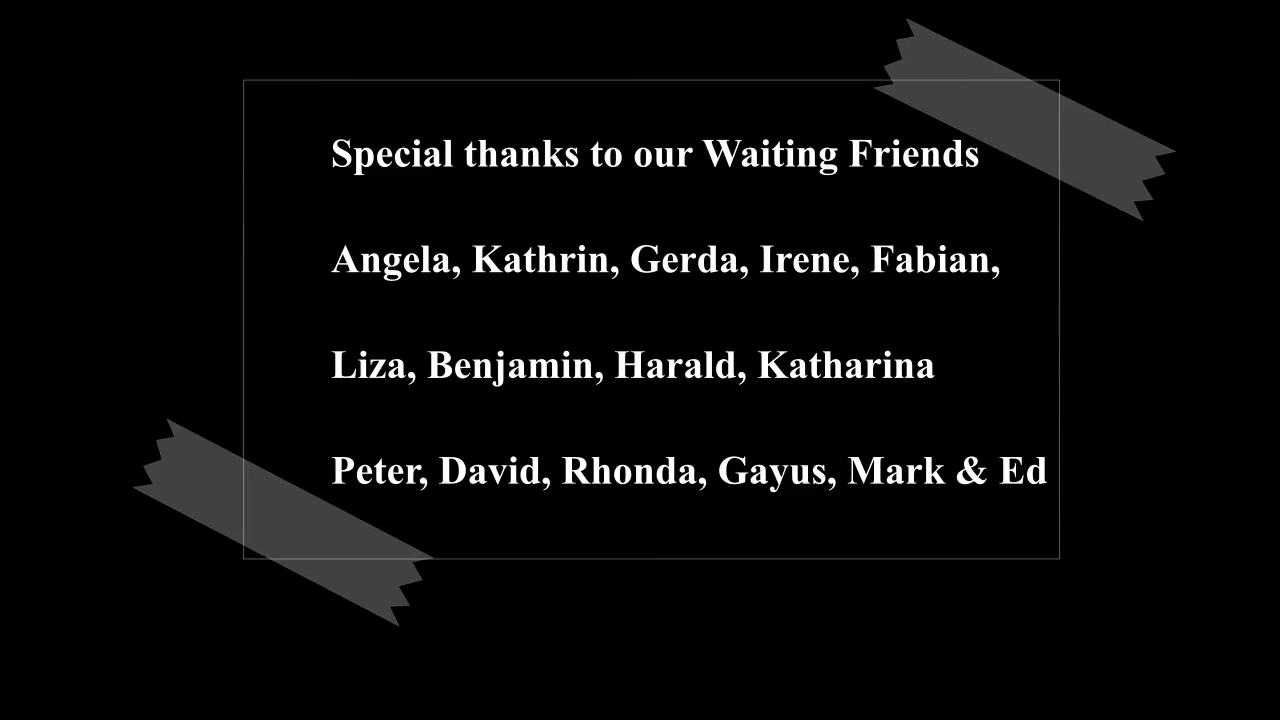 Special thanks to our Waiting Friends
Angela, Kathrin, Gerda, Irene, Fabian,
Liza, Benjamin, Harald, Katharina
Peter, David, Rhonda, Gayus, Mark & Ed